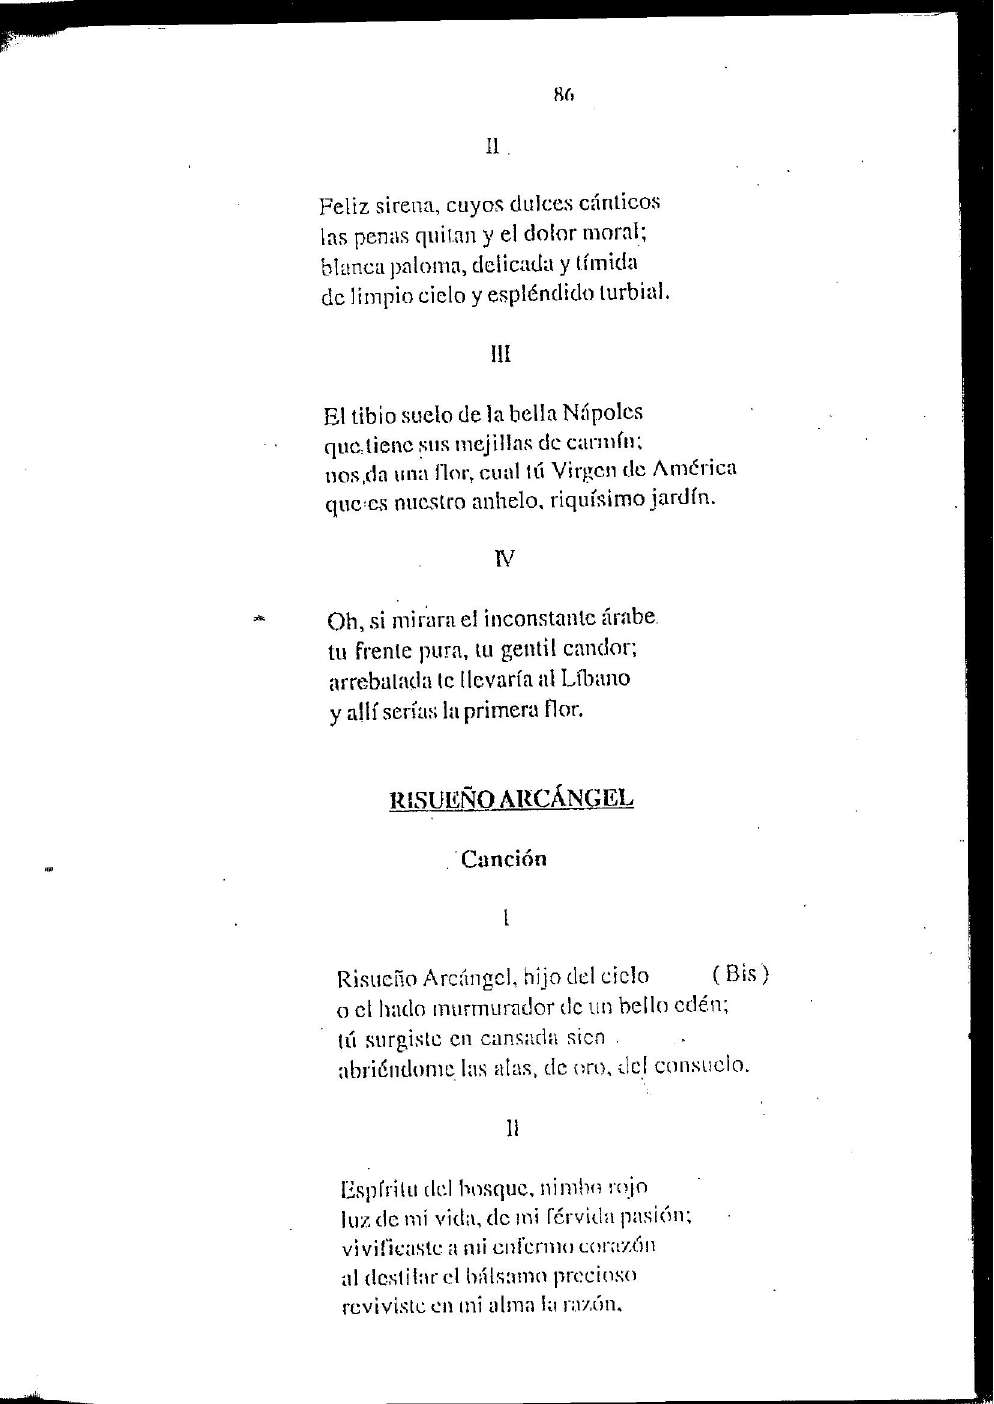 86
II
Feliz sirena, cuyos dulces cánticos
las penas quitan y el dolor moral;
blanca paloma, delicada y tímida
de limpio cielo y espléndido turbial.
III
El tibio suelo de la bella Nápoles
que tiene sus mejillas de carmín;
nos da una flor, cual tú Virgen de América
que es nuestro anhelo, riquísimo jardín.
IV
Oh, si mirara el inconstante árabe
tu frente pura, tu gentil candor;
arrebatada te llevaría al Líbano
y allí serías la primera flor.
RISUEÑO ARCÁNGEL
Canción
I
Risueño Arcángel, hijo del cielo (Bis)
o el hado murmurador de un bello edén;
tú surgiste en cansada sien
abriéndome las alas, de oro, del consuelo.
II
Espíritu del bosque, nimbo rojo
luz de mi vida, de mi férvida pasión;
vivificaste a mi enfermo corazón
al destilar el bálsamo precioso
reviviste en mi alma la razón.